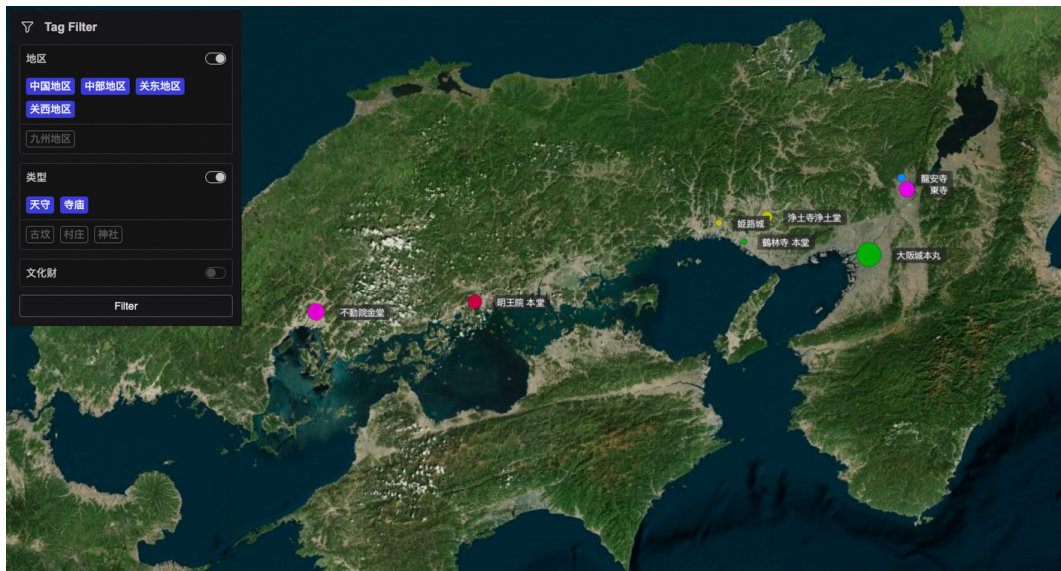 Tag Filter
地区
中国地区 中部地区 关东地区
关西地区
九州地区
类型
天守 寺庙
古坟 村庄 神社
文化财
Filter
龍安寺
東寺
浄土寺浄土堂
姫路城
鶴林寺 本堂
大阪城本丸
明王院 本堂
不動院金堂